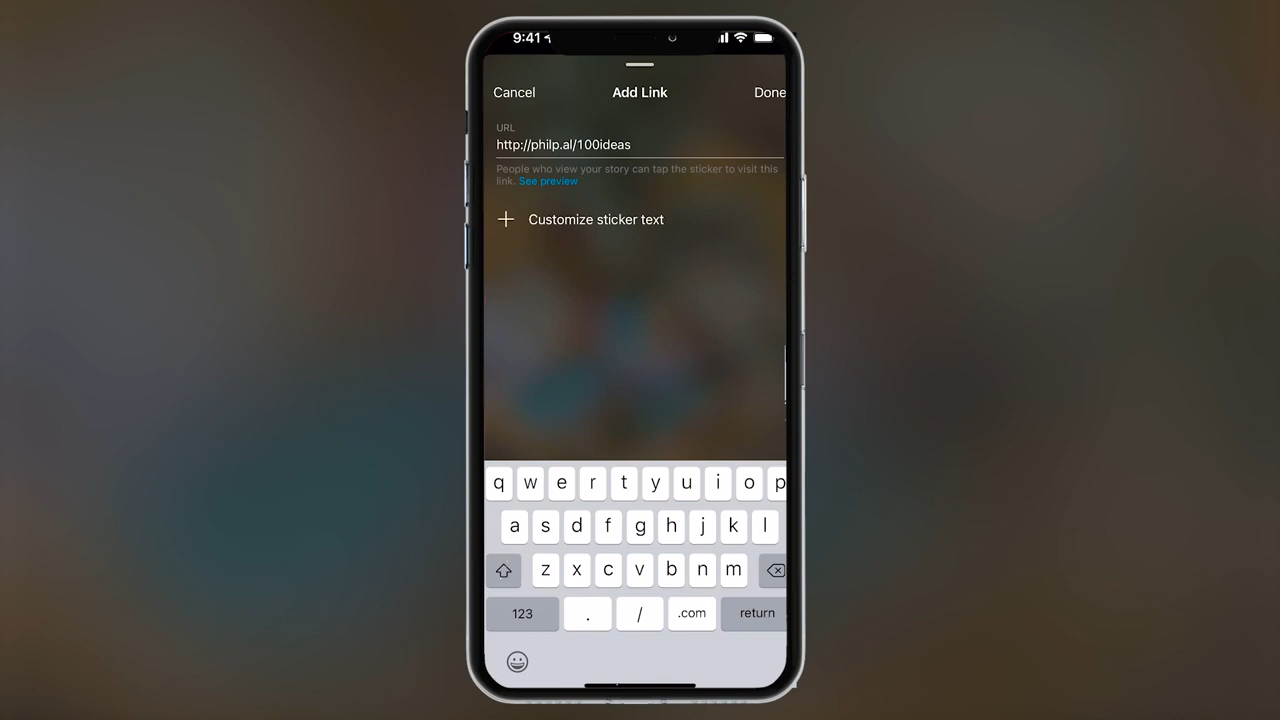 9:41
Cancel Add Link Done
URL
http://philp.al/100ideas
People who view your story can tap the sticker to visit this
link. See preview
Customize sticker text
q w e r t y u i o p
a s d f g h j k l
z x c v b n m
123 . / .com return